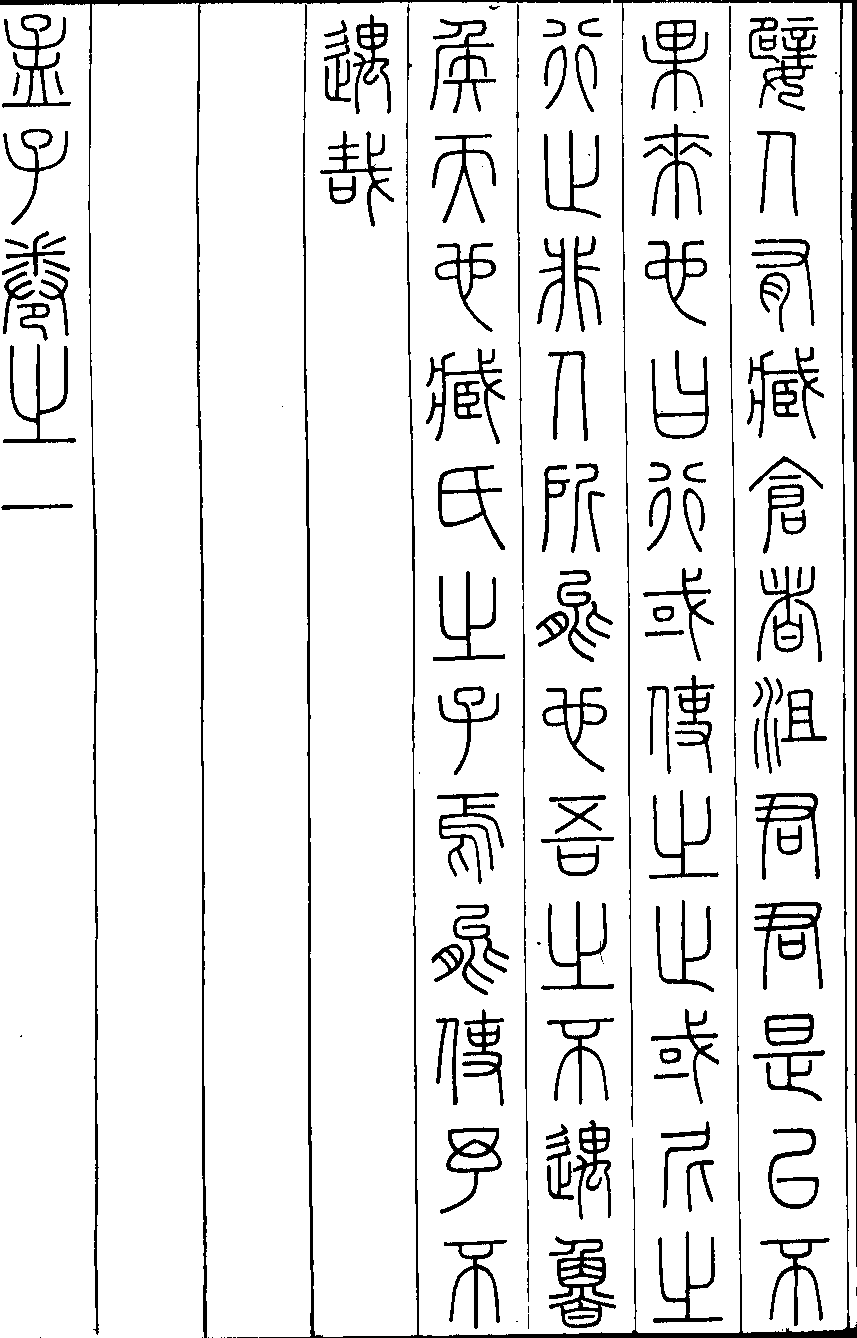 嬖人有臧倉者沮君君是以不
果來也曰行或使之止或尼之
行止非人所能也吾之不遇魯
矦天也臧氏之子焉能使予不
遇哉
孟子卷之一